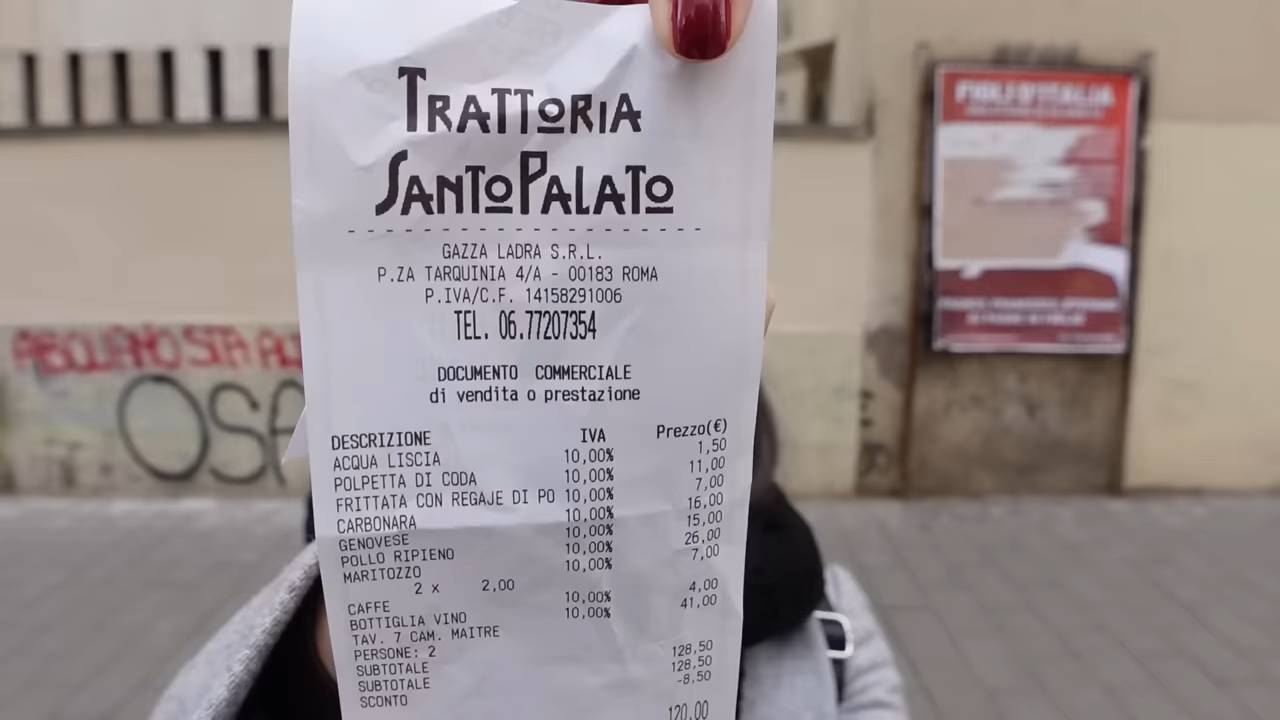 TRATTORIA
SANTOPALATO
GAZZA LADRA S.R.L.
P.ZA TARQUINIA 4/A - 00183 ROMA
P.IVA/C.F. 14158291006
TEL. 06.77207354
DOCUMENTO COMMERCIALE
di vendita o prestazione
DESCRIZIONE IVA Prezzo(€)
ACQUA LISCIA 10,00% 1,50
POLPETTA DI CODA 10,00% 11,00
FRITTATA CON REGAJE DI PO 10,00% 7,00
CARBONARA 10,00% 16,00
GENOVESE 10,00% 15,00
POLLO RIPIENO 10,00% 26,00
MARITOZZO 10,00% 7,00
2 x 2,00
CAFFE 10,00% 4,00
BOTTIGLIA VINO 10,00% 41,00
TAV. 7 CAM. MAITRE
PERSONE: 2
SUBTOTALE 128,50
SUBTOTALE 128,50
SCONTO -8,50
120,00
FIGLI D'ITALIA
OSA